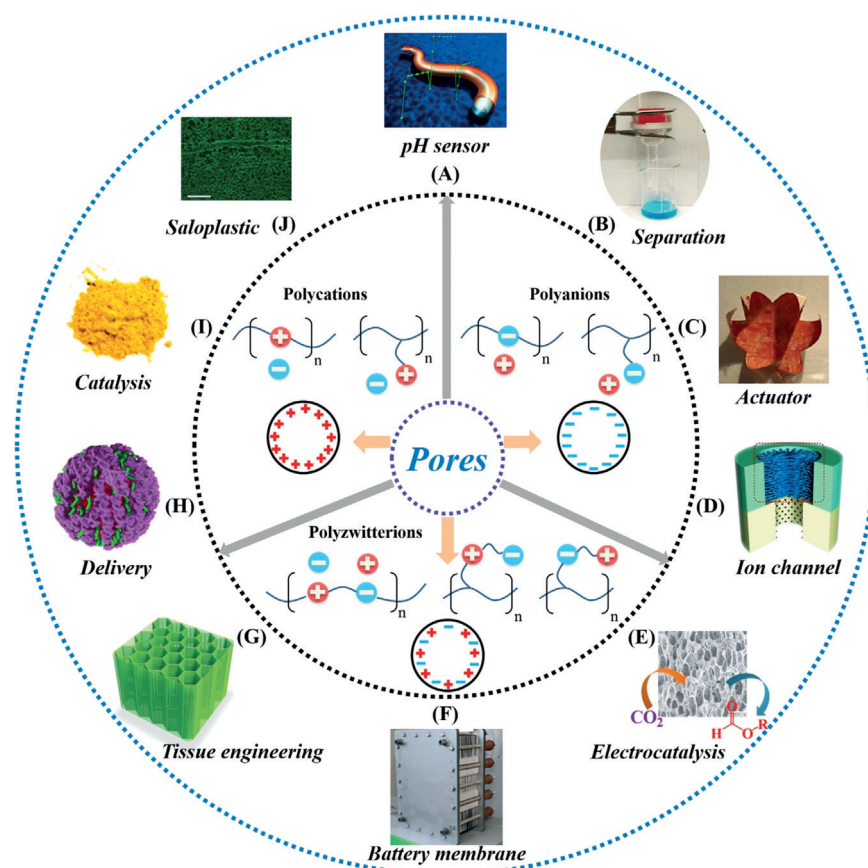 pH sensor
(A)
Saloplastic
(J)
(B)
Separation
Polycations
Polyanions
(I)
(C)
n
n
n
n
Catalysis
Actuator
Pores
(H)
(D)
Delivery
Ion channel
Polyzwitterions
n
n
n
(G)
(E)
(F)
CO2
O
H
O
R
Tissue engineering
Electrocatalysis
Battery membrane